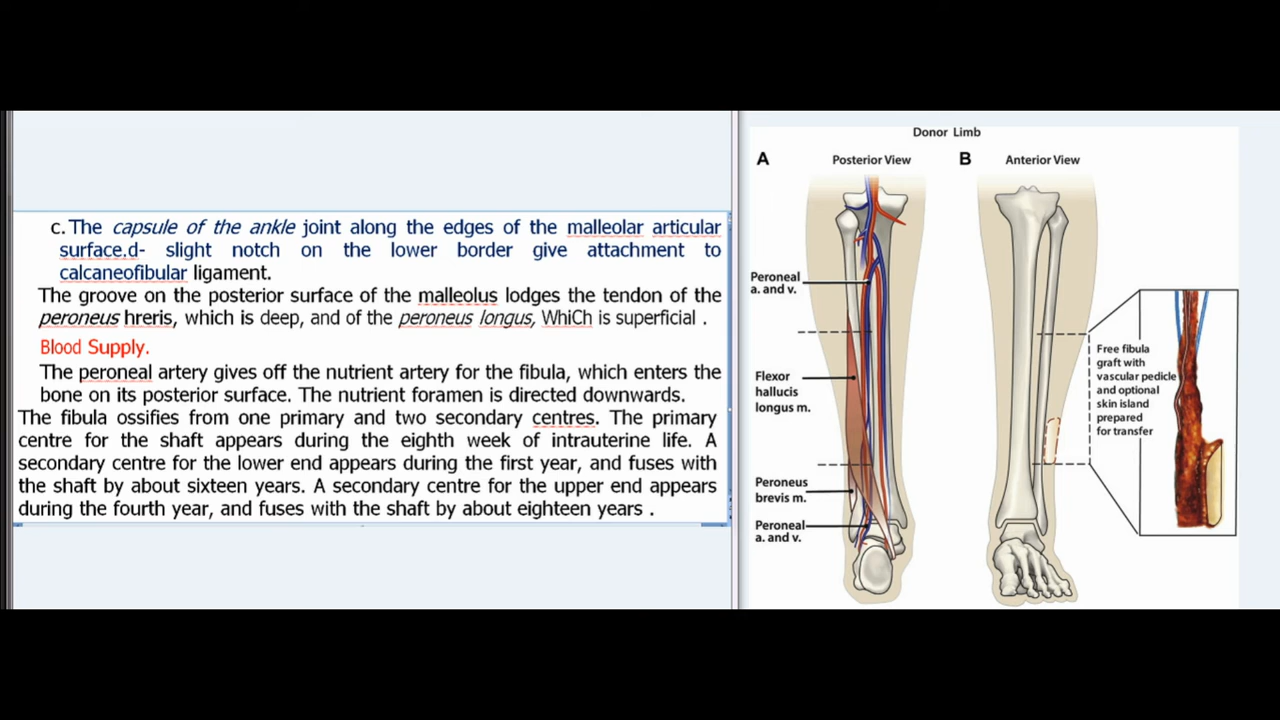 c. The capsule of the ankle joint along the edges of the malleolar articular
surface.d- slight notch on the lower border give attachment to
calcaneofibular ligament.
The groove on the posterior surface of the malleolus lodges the tendon of the
peroneus hreris, which is deep, and of the peroneus longus, WhiCh is superficial .
Blood Supply.
The peroneal artery gives off the nutrient artery for the fibula, which enters the
bone on its posterior surface. The nutrient foramen is directed downwards.
The fibula ossifies from one primary and two secondary centres. The primary
centre for the shaft appears during the eighth week of intrauterine life. A
secondary centre for the lower end appears during the first year, and fuses with
the shaft by about sixteen years. A secondary centre for the upper end appears
during the fourth year, and fuses with the shaft by about eighteen years .
Donor Limb
A
Posterior View
B
Anterior View
Peroneal
a. and v.
Flexor
hallucis
longus m.
Peroneus
brevis m.
Peroneal
a. and v.
Free fibula
graft with
vascular pedicle
and optional
skin island
prepared
for transfer